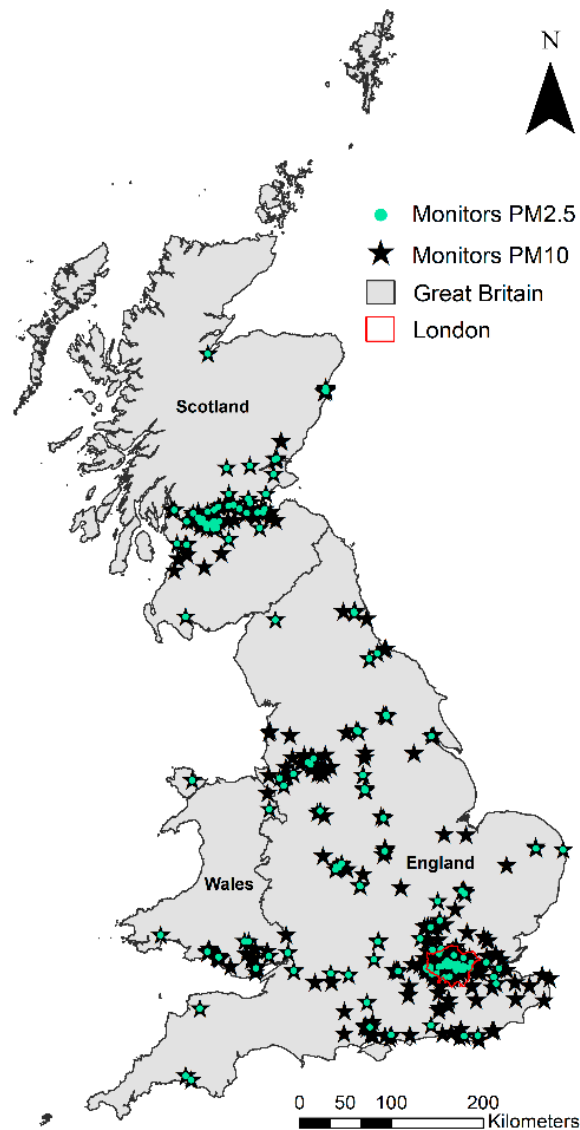 N
Monitors PM2.5
Monitors PM10
Great Britain
London
Scotland
England
Wales
0 50 100 200
Kilometers